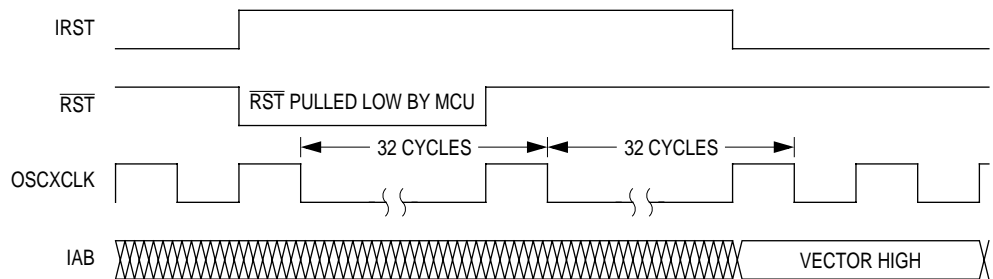 IRST
RST
RST PULLED LOW BY MCU
32 CYCLES
32 CYCLES
OSCXCLK
IAB
VECTOR HIGH